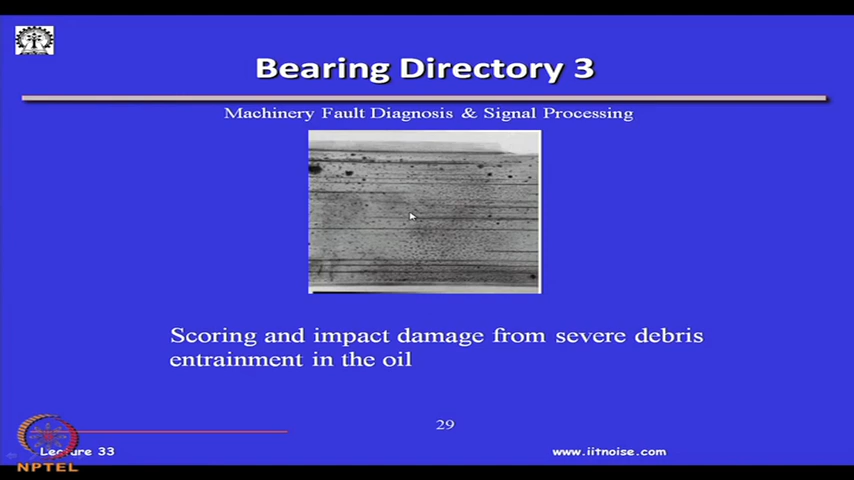 Bearing Directory 3
Machinery Fault Diagnosis & Signal Processing
Scoring and impact damage from severe debris
entrainment in the oil
29
Lecture 33
www.iitnoise.com
NPTEL